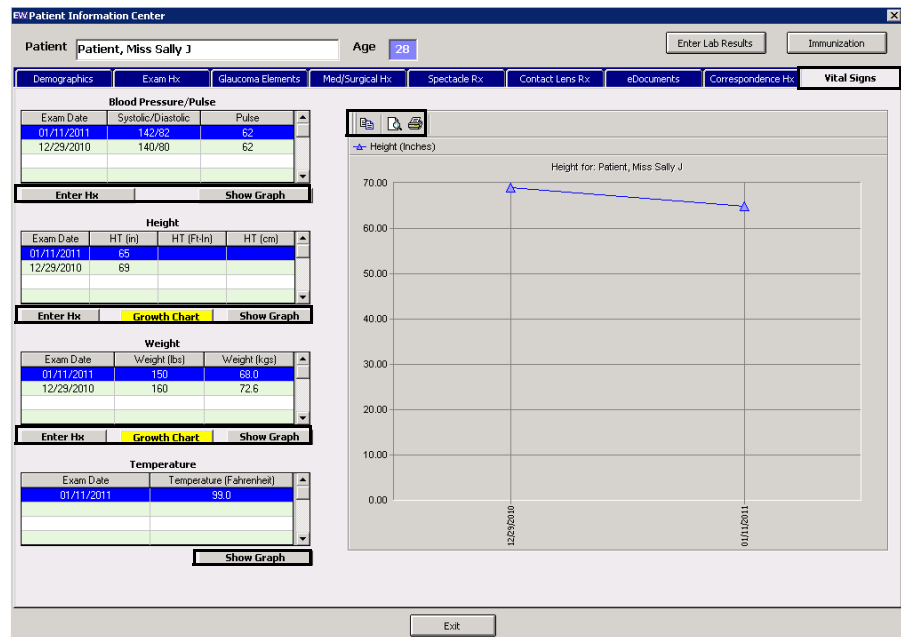 EW Patient Information Center
Patient Patient, Miss Sally J Age 28 Enter Lab Results Immunization
Demographics Exam Hx Glaucoma Elements Med/Surgical Hx Spectacle Rx Contact Lens Rx eDocuments Correspondence Hx Vital Signs
Blood Pressure/Pulse
Exam Date Systolic/Diastolic Pulse
01/11/2011 142/82 62
12/29/2010 140/80 62
Enter Hx Show Graph
Height
Exam Date HT (in) HT (Ft-In) HT (cm)
01/11/2011 65
12/29/2010 69
Enter Hx Growth Chart Show Graph
Weight
Exam Date Weight (lbs) Weight (kgs)
01/11/2011 150 68.0
12/29/2010 160 72.6
Enter Hx Growth Chart Show Graph
Temperature
Exam Date Temperature (Fahrenheit)
01/11/2011 99.0
Show Graph
Height (Inches)
Height for: Patient, Miss Sally J
70.00
60.00
50.00
40.00
30.00
20.00
10.00
0.00
12/29/2010
01/11/2011
Exit